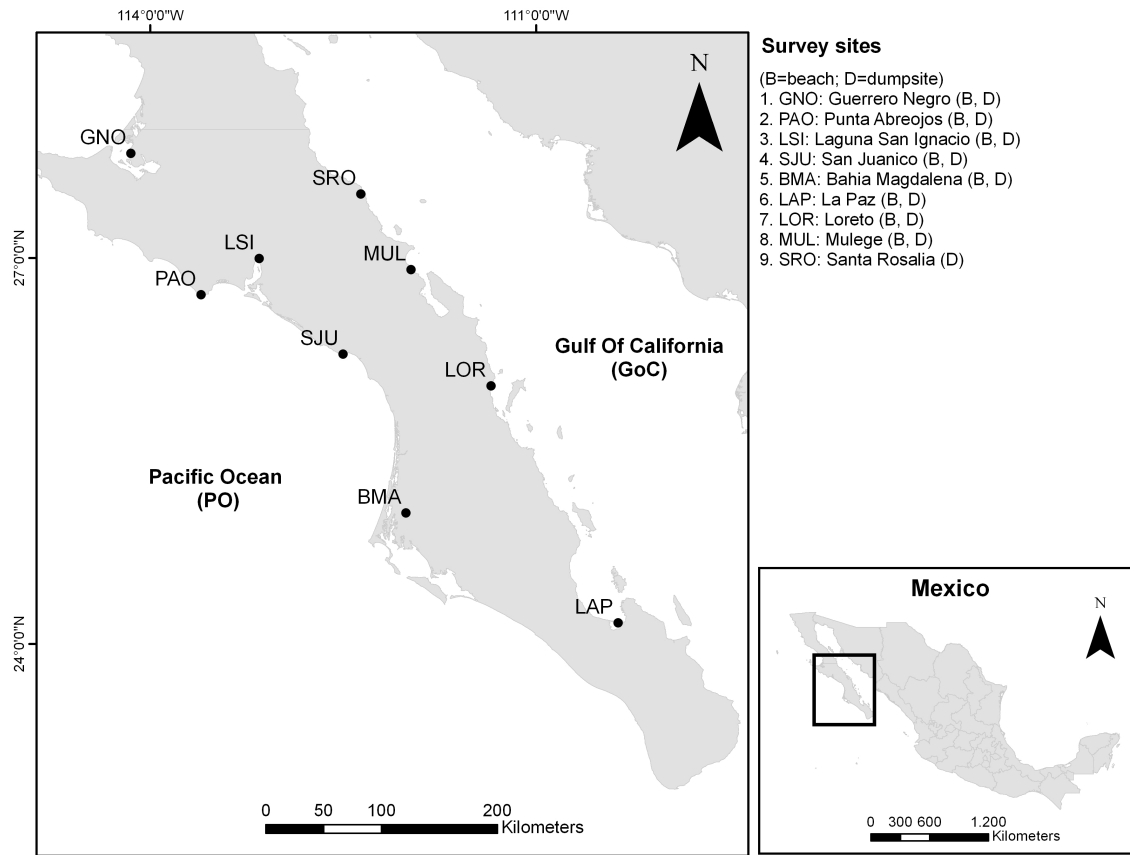 114°0'0"W
111°0'0"W
N
GNO
SRO
LSI
MUL
27°0'0"N
PAO
SJU
LOR
Gulf Of California
(GoC)
Pacific Ocean
(PO)
BMA
LAP
24°0'0"N
0 50 100 200
Kilometers
Survey sites
(B=beach; D=dumpsite)
1. GNO: Guerrero Negro (B, D)
2. PAO: Punta Abreojos (B, D)
3. LSI: Laguna San Ignacio (B, D)
4. SJU: San Juanico (B, D)
5. BMA: Bahia Magdalena (B, D)
6. LAP: La Paz (B, D)
7. LOR: Loreto (B, D)
8. MUL: Mulege (B, D)
9. SRO: Santa Rosalia (D)
Mexico
N
0 300 600 1.200
Kilometers